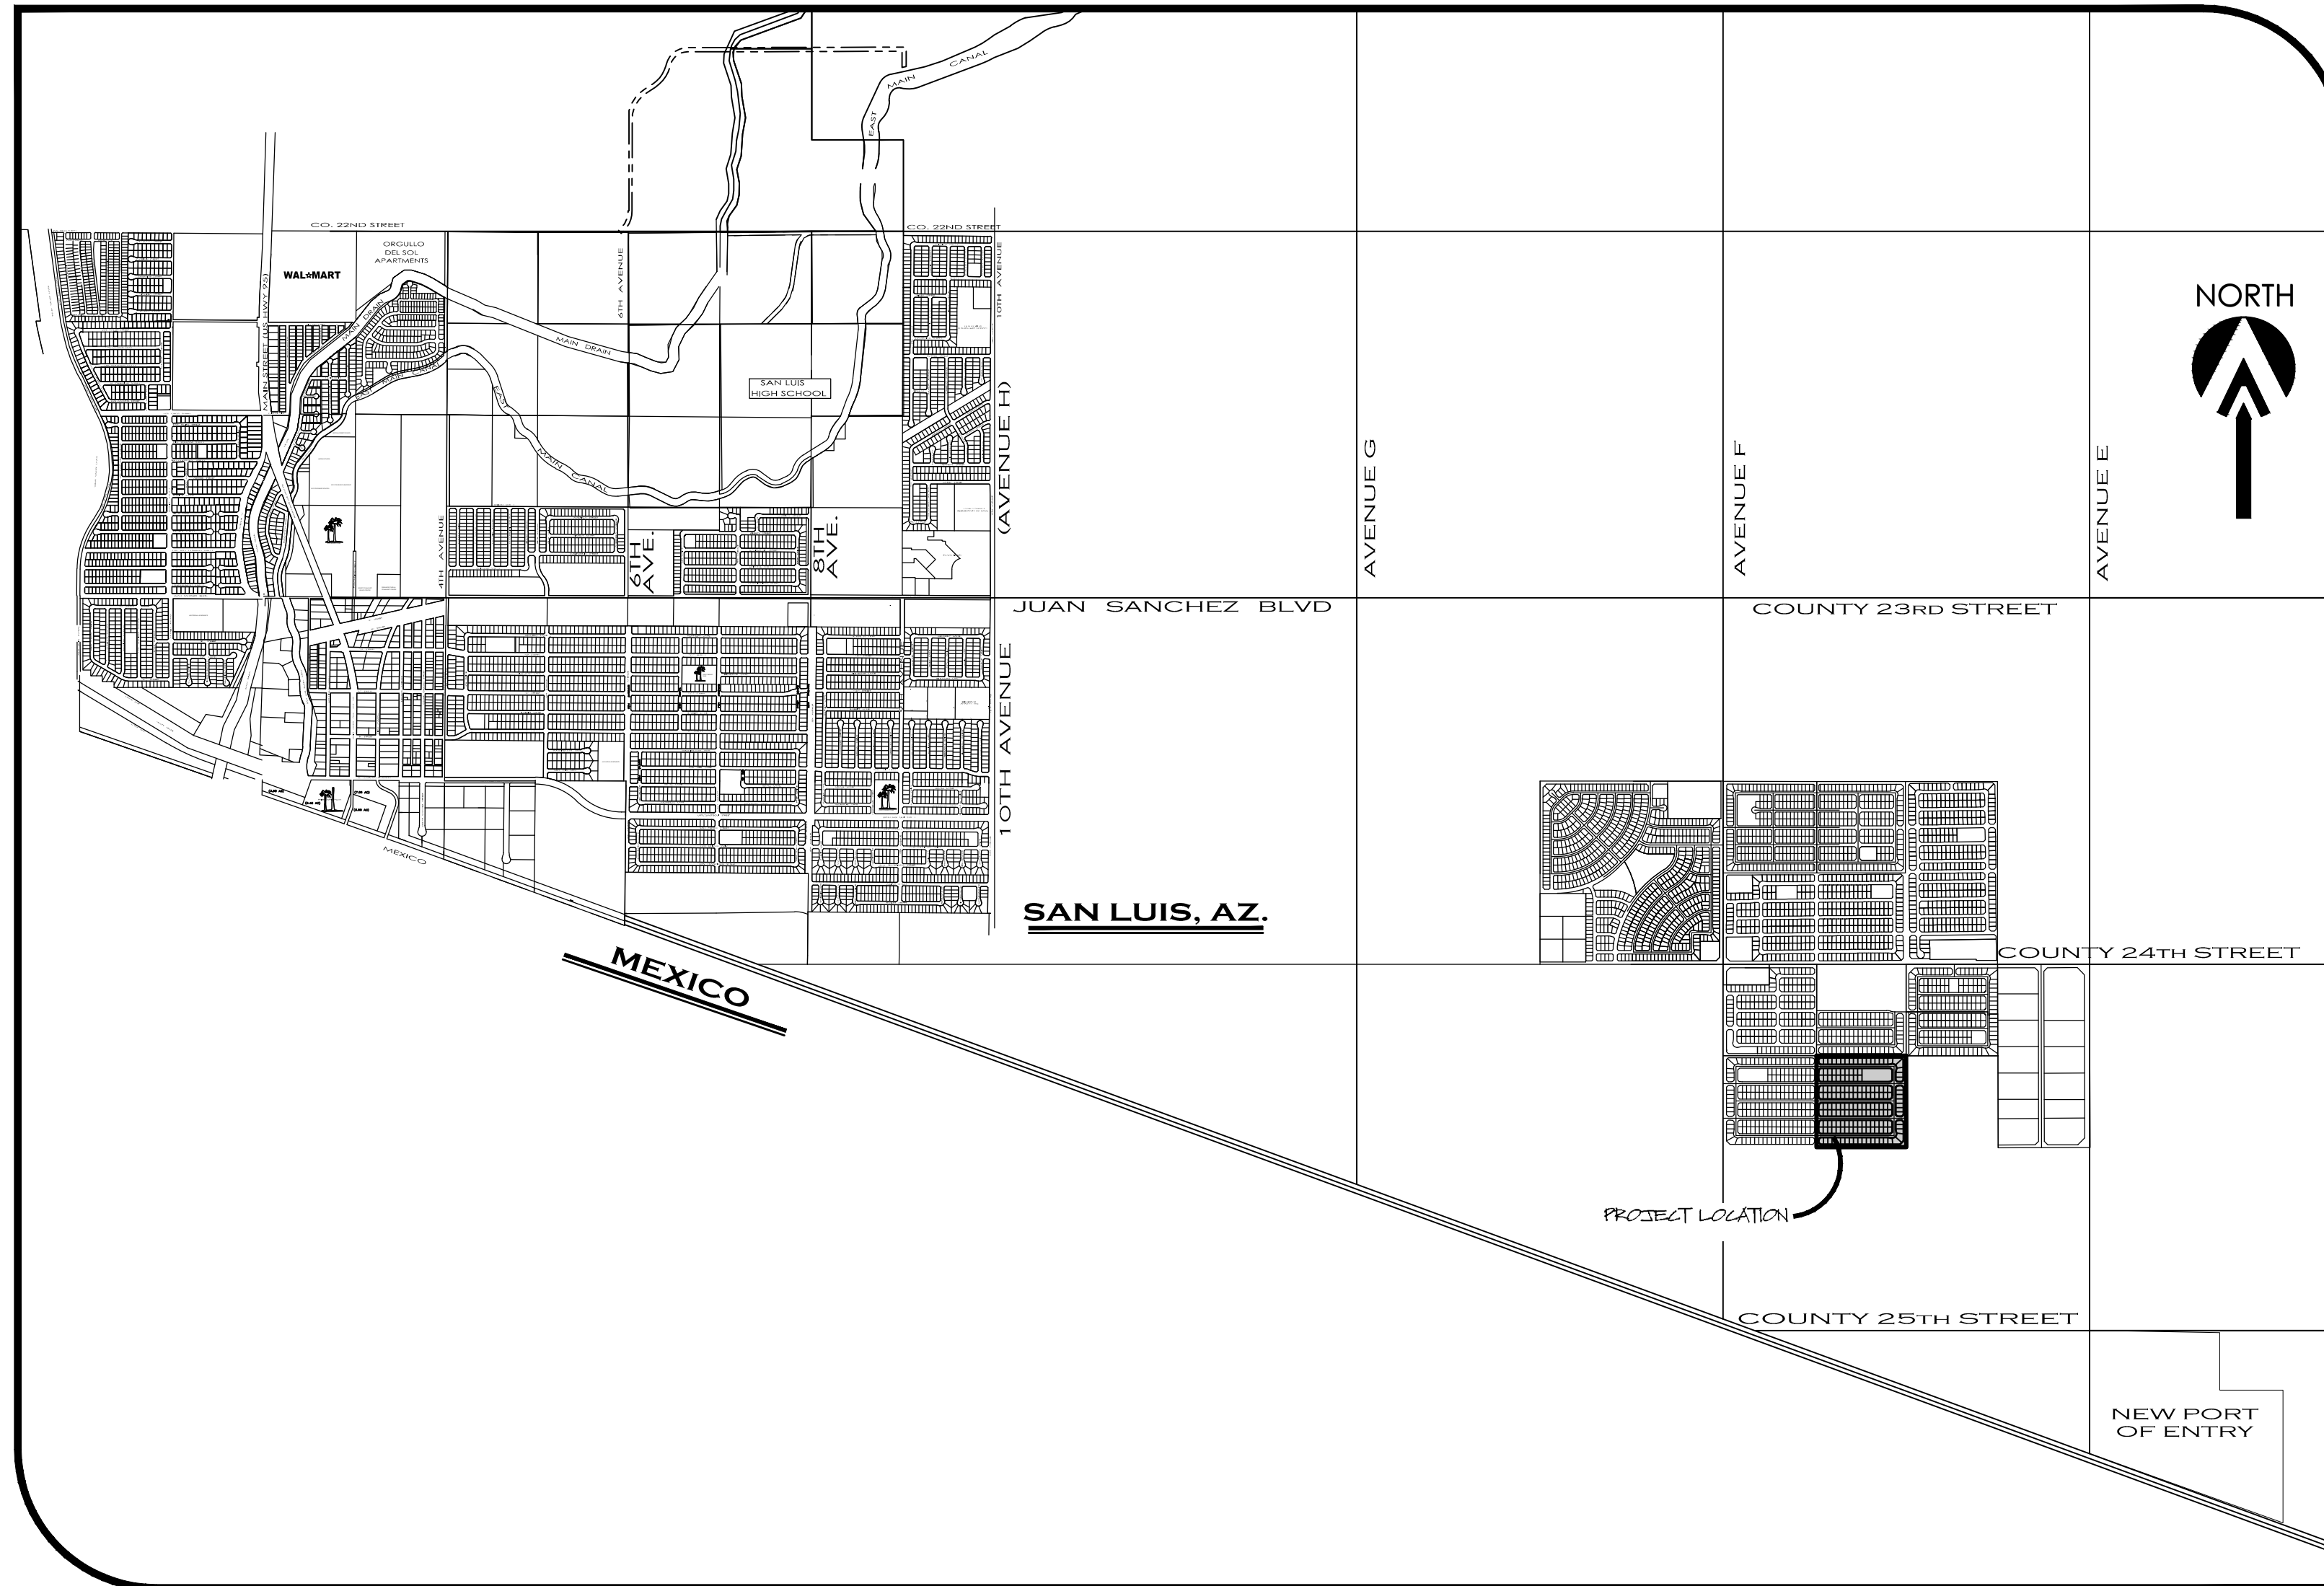 MAIN CANAL
EAST
CO. 22ND STREET
CO. 22ND STREET
ORGULLO
DEL SOL
APARTMENTS
WAL★MART
MAIN STREET (US HWY 95)
6TH AVENUE
10TH AVENUE
NORTH
MAIN DRAIN
MAIN DRAIN
EAST MAIN CANAL
SAN LUIS
HIGH SCHOOL
EAST
MAIN CANAL
(AVENUE H)
AVENUE G
AVENUE F
AVENUE E
4TH AVENUE
6TH
AVE.
8TH
AVE.
JUAN SANCHEZ BLVD
COUNTY 23RD STREET
10TH AVENUE
MEXICO
SAN LUIS, AZ.
COUNTY 24TH STREET
MEXICO
PROJECT LOCATION
COUNTY 25TH STREET
NEW PORT
OF ENTRY